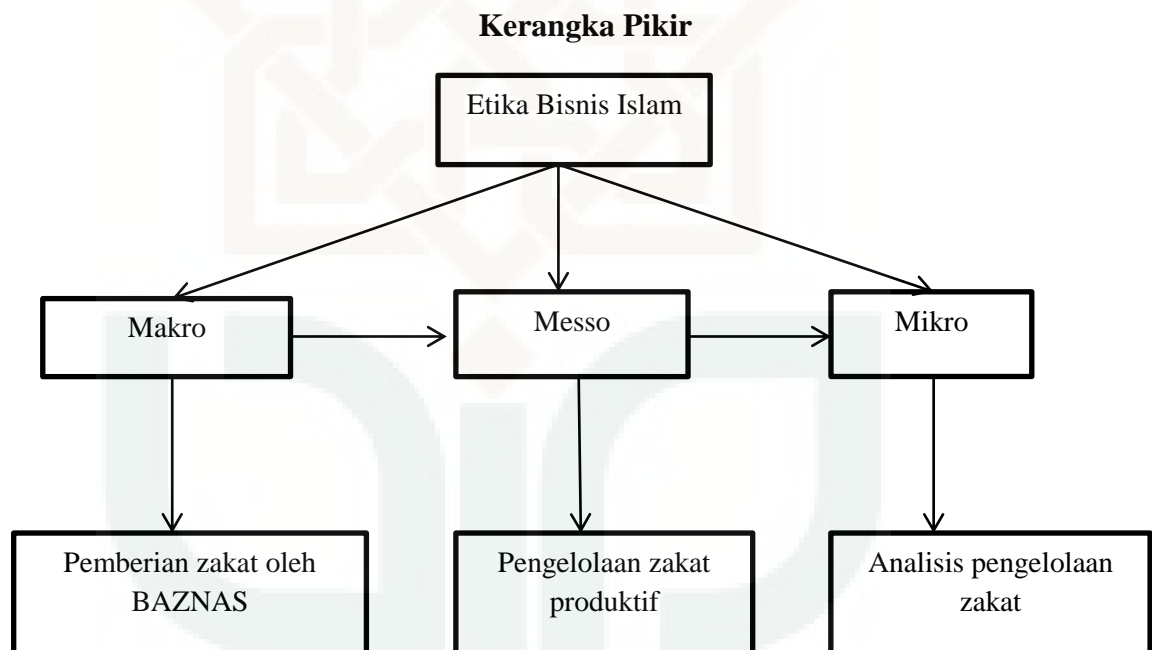 Kerangka Pikir
Etika Bisnis Islam
Makro
Messo
Mikro
Pemberian zakat oleh
BAZNAS
Pengelolaan zakat
produktif
Analisis pengelolaan
zakat